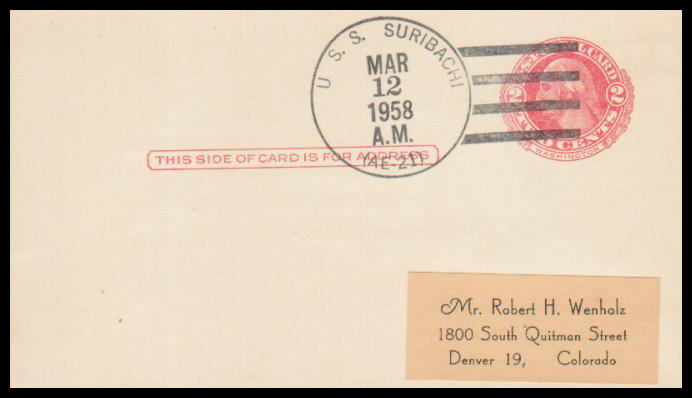 U. S. S. SURIBACHI
MAR
12
1958
A.M.
(AE-21)
THIS SIDE OF CARD IS FOR ADDRESS
U.S. POSTAL CARD
2 2
TWO CENTS
WASHINGTON
Mr. Robert H. Wenholz
1800 South Quitman Street
Denver 19, Colorado